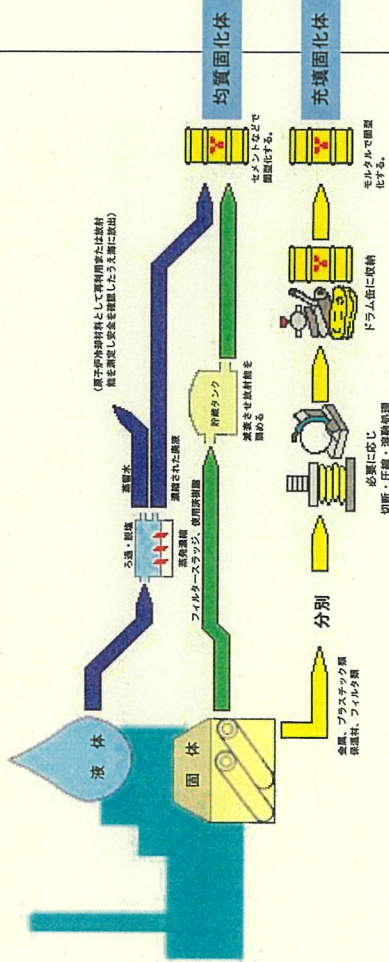 液体
ろ過・脱塩
蒸発濃縮
蒸留水
(原子炉冷却材料として再利用または放射
能を測定し安全を確認したうえ海に放出)
濃縮された廃液
固体
フィルタースラッジ、使用済樹脂
貯蔵タンク
減衰させ放射能を
弱める
セメントなどで
固型化する。
均質固化体
金属、プラスチック類
保温材、フィルタ類
分別
必要に応じ
切断・圧縮・溶融処理
ドラム缶に収納
モルタルで固型
化する。
充填固化体